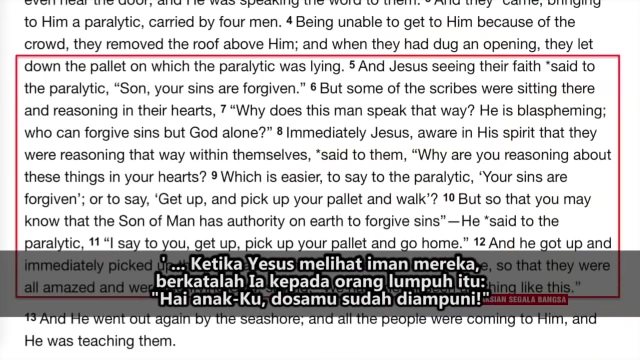 even near the door, and He was speaking the word to them. 3 And they *came, bringing
to Him a paralytic, carried by four men. 4 Being unable to get to Him because of the
crowd, they removed the roof above Him; and when they had dug an opening, they let
down the pallet on which the paralytic was lying. 5 And Jesus seeing their faith *said to
the paralytic, “Son, your sins are forgiven.” 6 But some of the scribes were sitting there
and reasoning in their hearts, 7 “Why does this man speak that way? He is blaspheming;
who can forgive sins but God alone?” 8 Immediately Jesus, aware in His spirit that they
were reasoning that way within themselves, *said to them, “Why are you reasoning about
these things in your hearts? 9 Which is easier, to say to the paralytic, ‘Your sins are
forgiven’; or to say, ‘Get up, and pick up your pallet and walk’? 10 But so that you may
know that the Son of Man has authority on earth to forgive sins”—He *said to the
paralytic, 11 “I say to you, get up, pick up your pallet and go home.” 12 And he got up and
immediately picked so that they were
all amazed and like this.”
' ... Ketika Yesus melihat iman mereka,
berkatalah Ia kepada orang lumpuh itu:
"Hai anak-Ku, dosamu sudah diampuni!"
SEGALA BANGSA
13 And He went out again by the seashore; and all the people were coming to Him, and
He was teaching them.